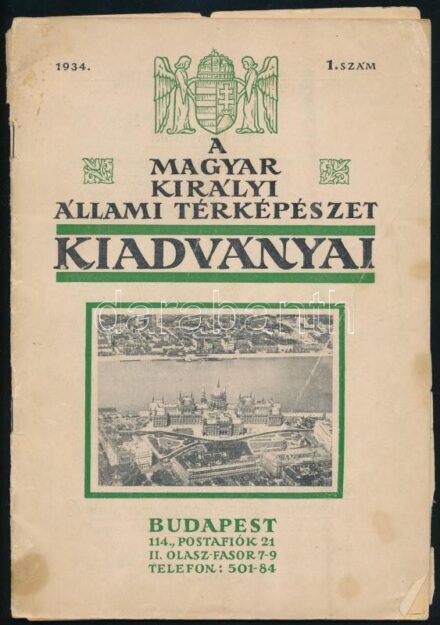 1934.
1. SZÁM
A
MAGYAR
KIRÁLYI
ÁLLAMI TÉRKÉPÉSZET
KIADVÁNYAI
darabanth
BUDAPEST
114., POSTAFIÓK 21
II. OLASZ-FASOR 7-9
TELEFON: 501-84